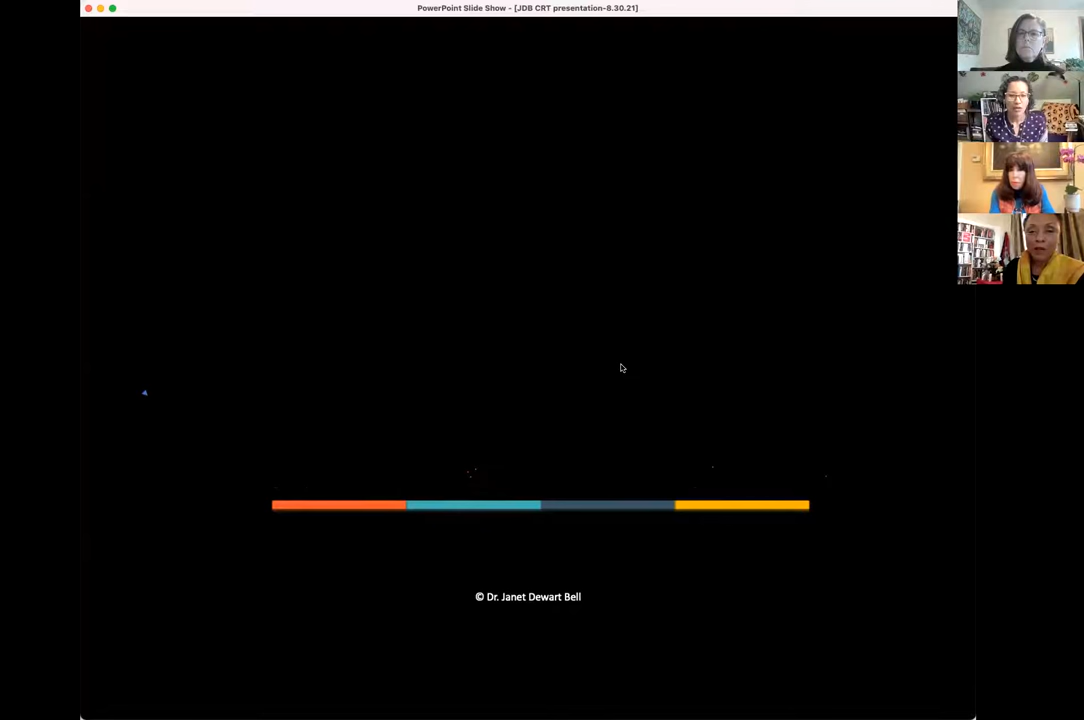 PowerPoint Slide Show - [JDB CRT presentation-8.30.21]
© Dr. Janet Dewart Bell